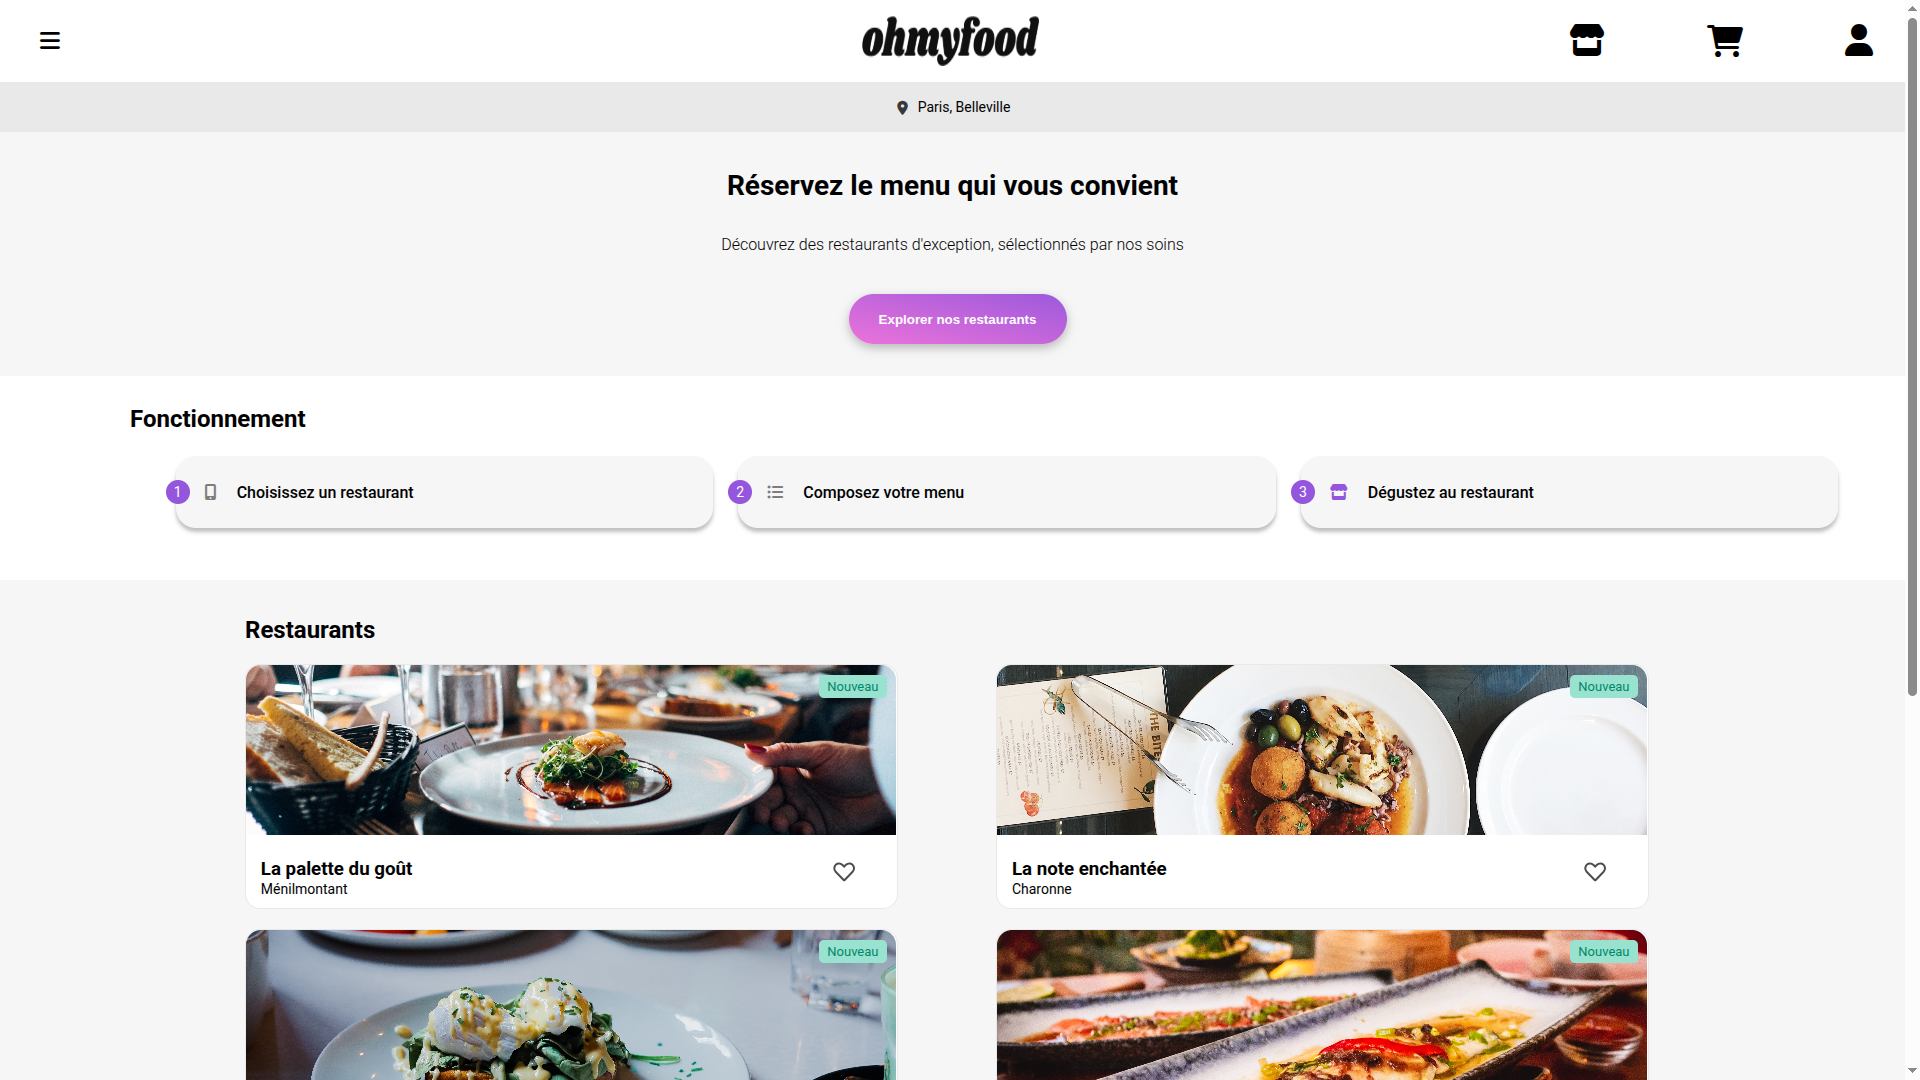 ohmyfood
Paris, Belleville
Réservez le menu qui vous convient
Découvrez des restaurants d'exception, sélectionnés par nos soins
Explorer nos restaurants
Fonctionnement
1 Choisissez un restaurant
2 Composez votre menu
3 Dégustez au restaurant
Restaurants
Nouveau
La palette du goût
Ménilmontant
Nouveau
THE BITE
La note enchantée
Charonne
Nouveau
Nouveau